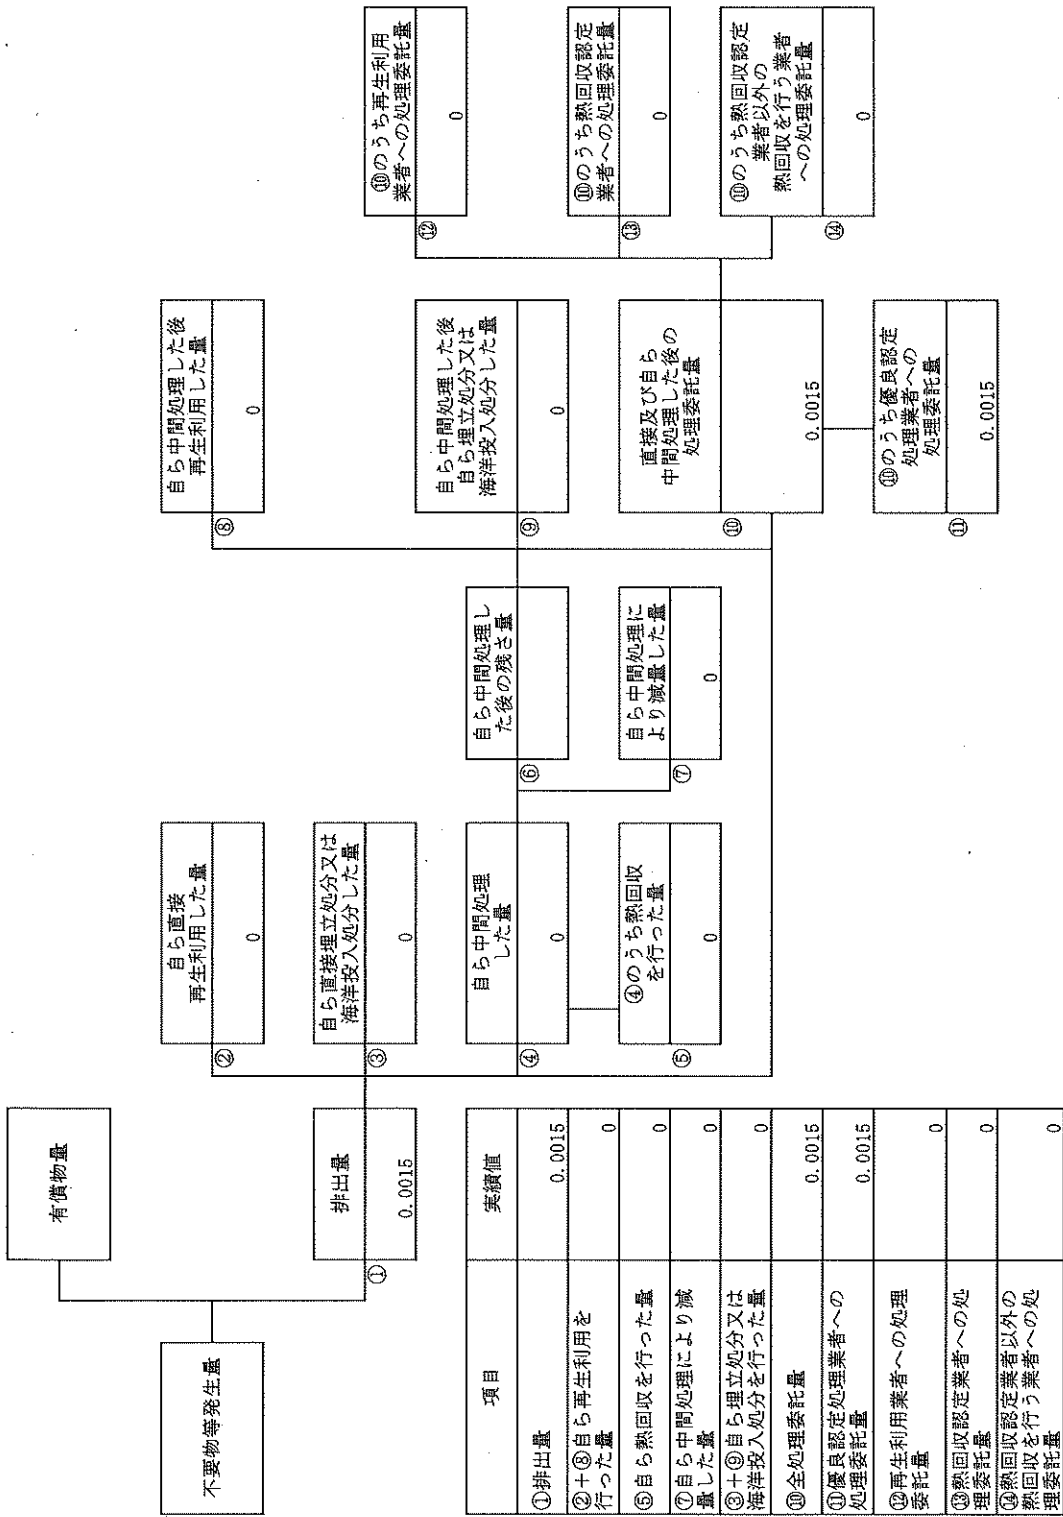 有償物量
不要物等発生量
排出量
①
0.0015
②
自ら直接
再生利用した量
0
③
自ら直接埋立処分又は
海洋投入処分した量
0
④
自ら中間処理
した量
0
⑤
④のうち熱回収
を行った量
0
⑥
自ら中間処理し
た後の残さ量
⑦
自ら中間処理に
より減量した量
0
⑧
自ら中間処理した後
再生利用した量
0
⑨
自ら中間処理した後
自ら埋立処分又は
海洋投入処分した量
0
⑩
直接及び自ら
中間処理した後の
処理委託量
0.0015
⑪
⑩のうち優良認定
処理業者への
処理委託量
0.0015
⑫
⑩のうち再生利用
業者への処理委託量
0
⑬
⑩のうち熱回収認定
業者への処理委託量
0
⑭
⑩のうち熱回収認定
業者以外の
熱回収を行う業者
への処理委託量
0
項目 実績値
①排出量 0.0015
②+⑧自ら再生利用を
行った量 0
⑤自ら熱回収を行った量 0
⑦自ら中間処理により減
量した量 0
③+⑨自ら埋立処分又は
海洋投入処分を行った量 0
⑩全処理委託量 0.0015
⑪優良認定処理業者への
処理委託量 0.0015
⑫再生利用業者への処理
委託量 0
⑬熱回収認定業者への処
理委託量 0
⑭熱回収認定業者以外の
熱回収を行う業者への処
理委託量 0